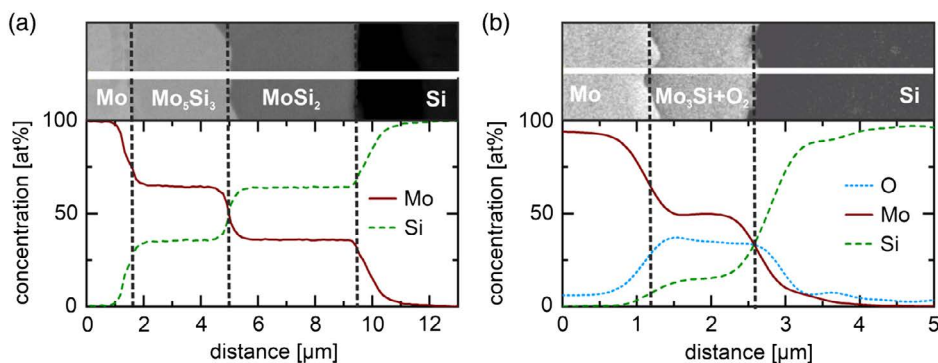 (a)
Mo Mo5Si3 MoSi2 Si
concentration [at%]
100
50
0
Mo
Si
0 2 4 6 8 10 12
distance [µm]
(b)
Mo Mo3Si+O2 Si
concentration [at%]
100
50
0
O
Mo
Si
0 1 2 3 4 5
distance [µm]